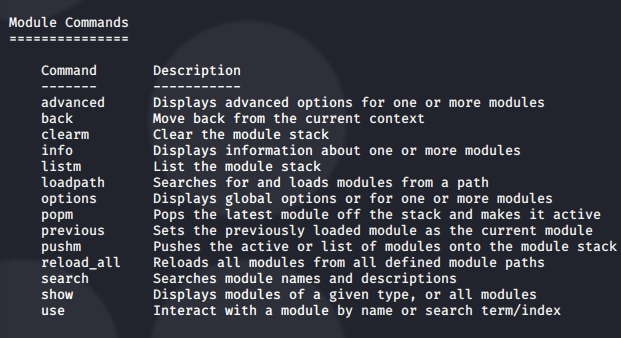 Module Commands
===============
Command Description
------- -----------
advanced Displays advanced options for one or more modules
back Move back from the current context
clearm Clear the module stack
info Displays information about one or more modules
listm List the module stack
loadpath Searches for and loads modules from a path
options Displays global options or for one or more modules
popm Pops the latest module off the stack and makes it active
previous Sets the previously loaded module as the current module
pushm Pushes the active or list of modules onto the module stack
reload_all Reloads all modules from all defined module paths
search Searches module names and descriptions
show Displays modules of a given type, or all modules
use Interact with a module by name or search term/index